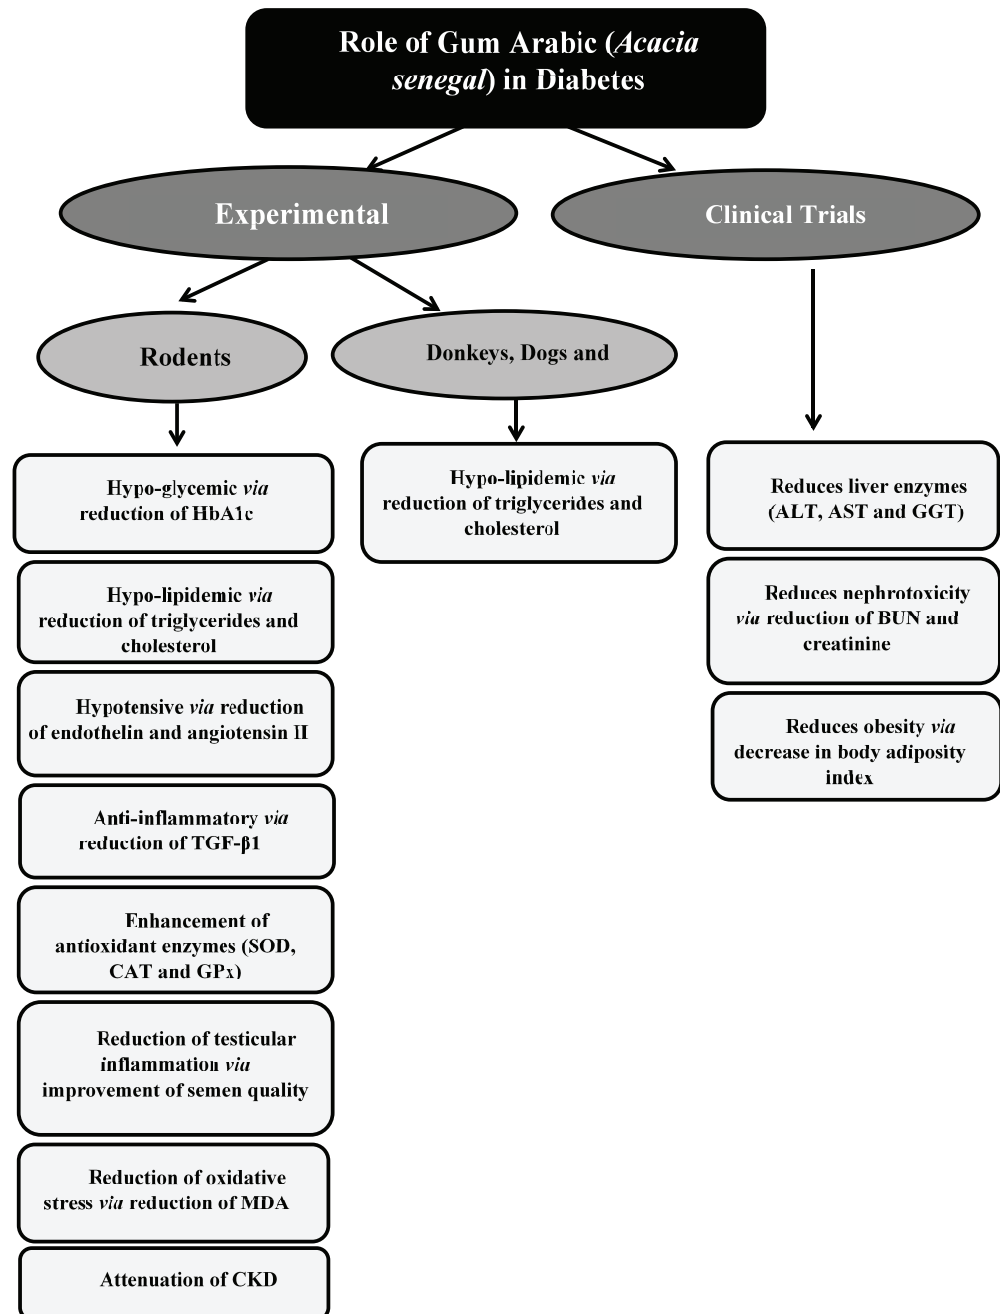 Role of Gum Arabic (Acacia
senegal) in Diabetes
Experimental
Clinical Trials
Rodents
Donkeys, Dogs and
Hypo-glycemic via
reduction of HbA1c
Hypo-lipidemic via
reduction of triglycerides and
cholesterol
Hypotensive via reduction
of endothelin and angiotensin II
Anti-inflammatory via
reduction of TGF-β1
Enhancement of
antioxidant enzymes (SOD,
CAT and GPx)
Reduction of testicular
inflammation via
improvement of semen quality
Reduction of oxidative
stress via reduction of MDA
Attenuation of CKD
Hypo-lipidemic via
reduction of triglycerides and
cholesterol
Reduces liver enzymes
(ALT, AST and GGT)
Reduces nephrotoxicity
via reduction of BUN and
creatinine
Reduces obesity via
decrease in body adiposity
index